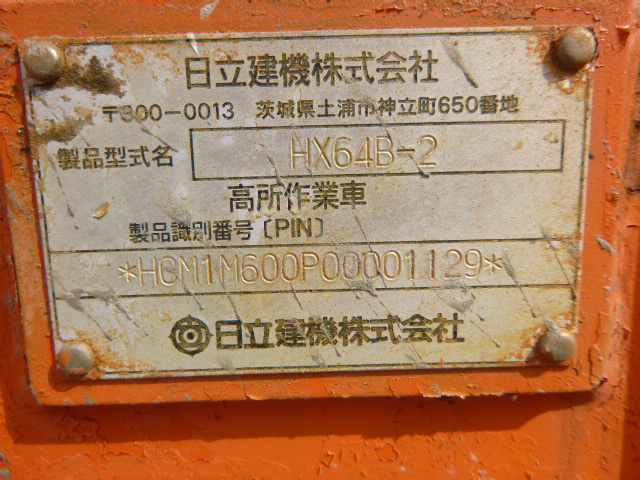 日立建機株式会社
〒300-0013 茨城県土浦市神立町650番地
製品型式名 HX64B-2
高所作業車
製品識別番号〔PIN〕
*HCM1M600P00001129*
日立建機株式会社